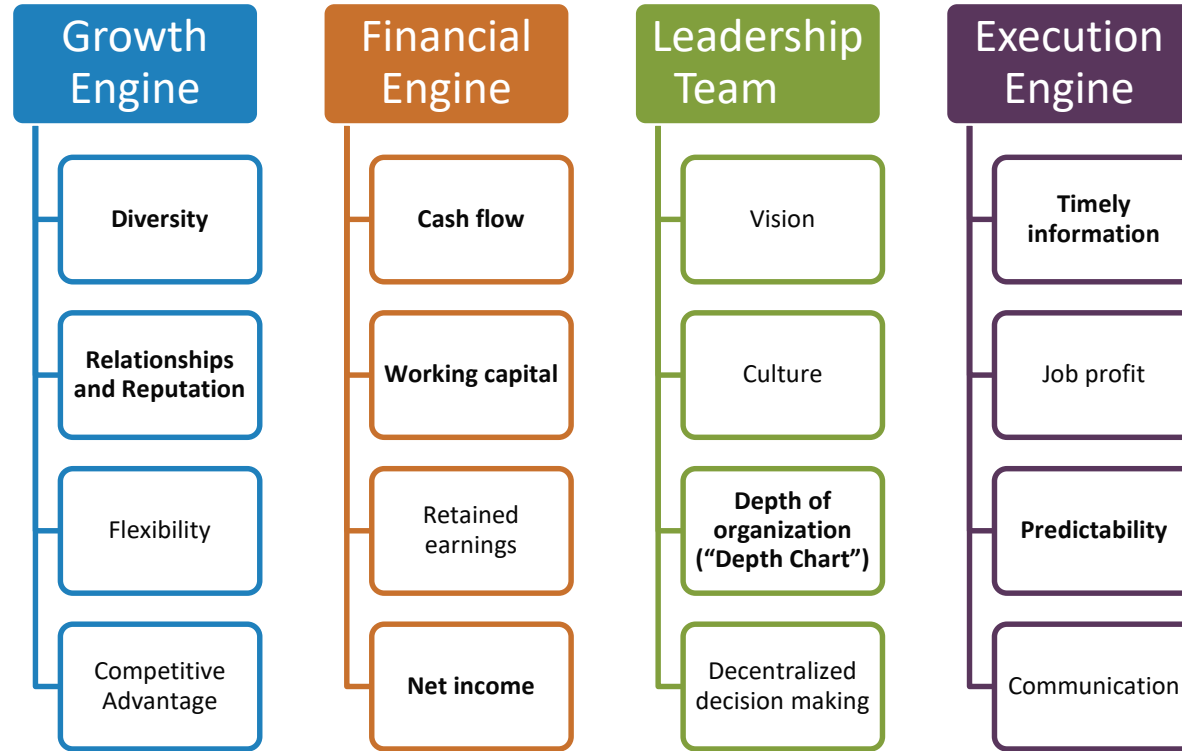 Growth
Engine
Diversity
Relationships
and Reputation
Flexibility
Competitive
Advantage
Financial
Engine
Cash flow
Working capital
Retained
earnings
Net income
Leadership
Team
Vision
Culture
Depth of
organization
(“Depth Chart”)
Decentralized
decision making
Execution
Engine
Timely
information
Job profit
Predictability
Communication